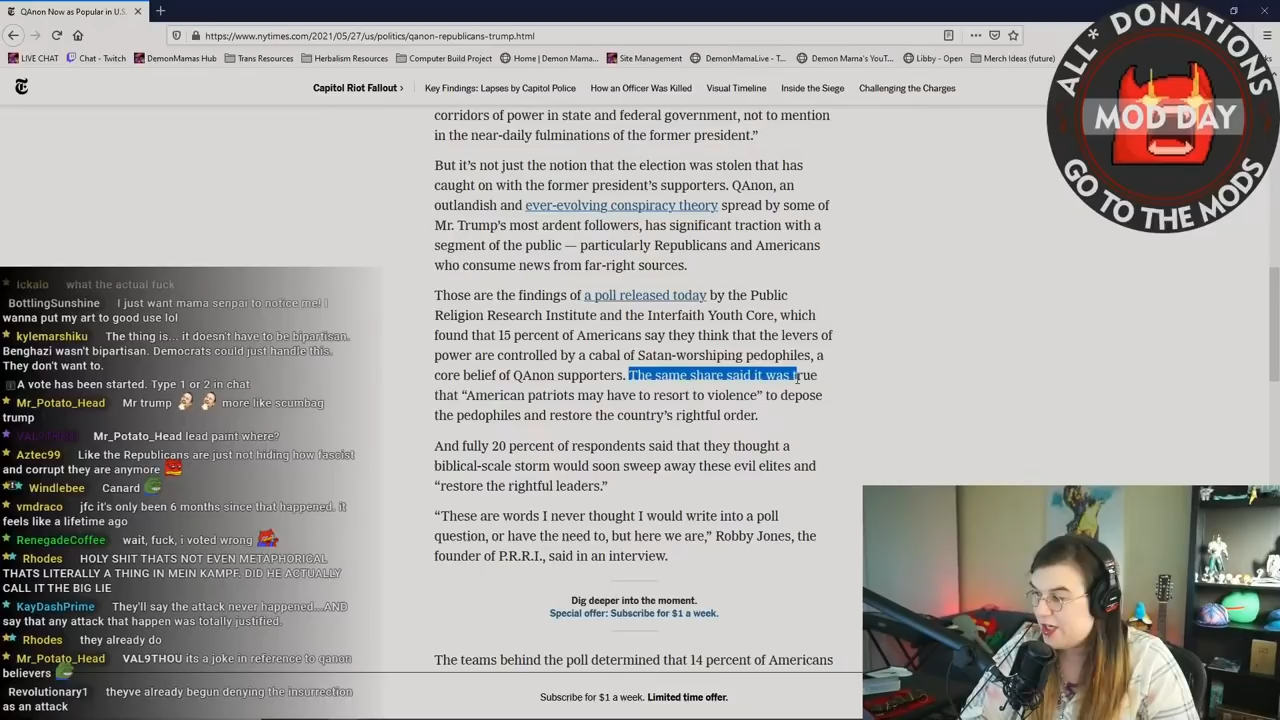 QAnon Now as Popular in U.S.
https://www.nytimes.com/2021/05/27/us/politics/qanon-republicans-trump.html
LIVE CHAT
Chat - Twitch
DemonMamas Hub
Trans Resources
Herbalism Resources
Computer Build Project
Home | Demon Mama...
Site Management
DemonMamaLive - T...
Demon Mama's YouT...
Libby - Open
Merch Ideas (future)
ALL* DONATIONS
MOD DAY
GO TO THE MODS
Capitol Riot Fallout ›
Key Findings: Lapses by Capitol Police
How an Officer Was Killed
Visual Timeline
Inside the Siege
Challenging the Charges
corridors of power in state and federal government, not to mention
in the near-daily fulminations of the former president.”
But it’s not just the notion that the election was stolen that has
caught on with the former president’s supporters. QAnon, an
outlandish and ever-evolving conspiracy theory spread by some of
Mr. Trump’s most ardent followers, has significant traction with a
segment of the public — particularly Republicans and Americans
who consume news from far-right sources.
Those are the findings of a poll released today by the Public
Religion Research Institute and the Interfaith Youth Core, which
found that 15 percent of Americans say they think that the levers of
power are controlled by a cabal of Satan-worshiping pedophiles, a
core belief of QAnon supporters. The same share said it was true
that “American patriots may have to resort to violence” to depose
the pedophiles and restore the country’s rightful order.
And fully 20 percent of respondents said that they thought a
biblical-scale storm would soon sweep away these evil elites and
“restore the rightful leaders.”
“These are words I never thought I would write into a poll
question, or have the need to, but here we are,” Robby Jones, the
founder of P.R.R.I., said in an interview.
Dig deeper into the moment.
Special offer: Subscribe for $1 a week.
The teams behind the poll determined that 14 percent of Americans
Subscribe for $1 a week. Limited time offer.
Ickalo what the actual fuck
BottlingSunshine I just want mama senpai to notice me! I
wanna put my art to good use lol
kylemarshiku The thing is... it doesn't have to be bipartisan.
Benghazi wasn't bipartisan. Democrats could just handle this.
They don't want to.
A vote has been started. Type 1 or 2 in chat
Mr_Potato_Head Mr trump more like scumbag
trump
VAL9THOU Mr_Potato_Head lead paint where?
Aztec99 Like the Republicans are just not hiding how fascist
and corrupt they are anymore
Windlebee Canard
vmdraco jfc it's only been 6 months since that happened. it
feels like a lifetime ago
RenegadeCoffee wait, fuck, i voted wrong
Rhodes HOLY SHIT THATS NOT EVEN METAPHORICAL
THATS LITERALLY A THING IN MEIN KAMPF. DID HE ACTUALLY
CALL IT THE BIG LIE
KayDashPrime They'll say the attack never happened...AND
say that any attack that happen was totally justified.
Rhodes they already do
Mr_Potato_Head VAL9THOU its a joke in reference to qanon
believers
Revolutionary1 theyve already begun denying the insurrection
as an attack